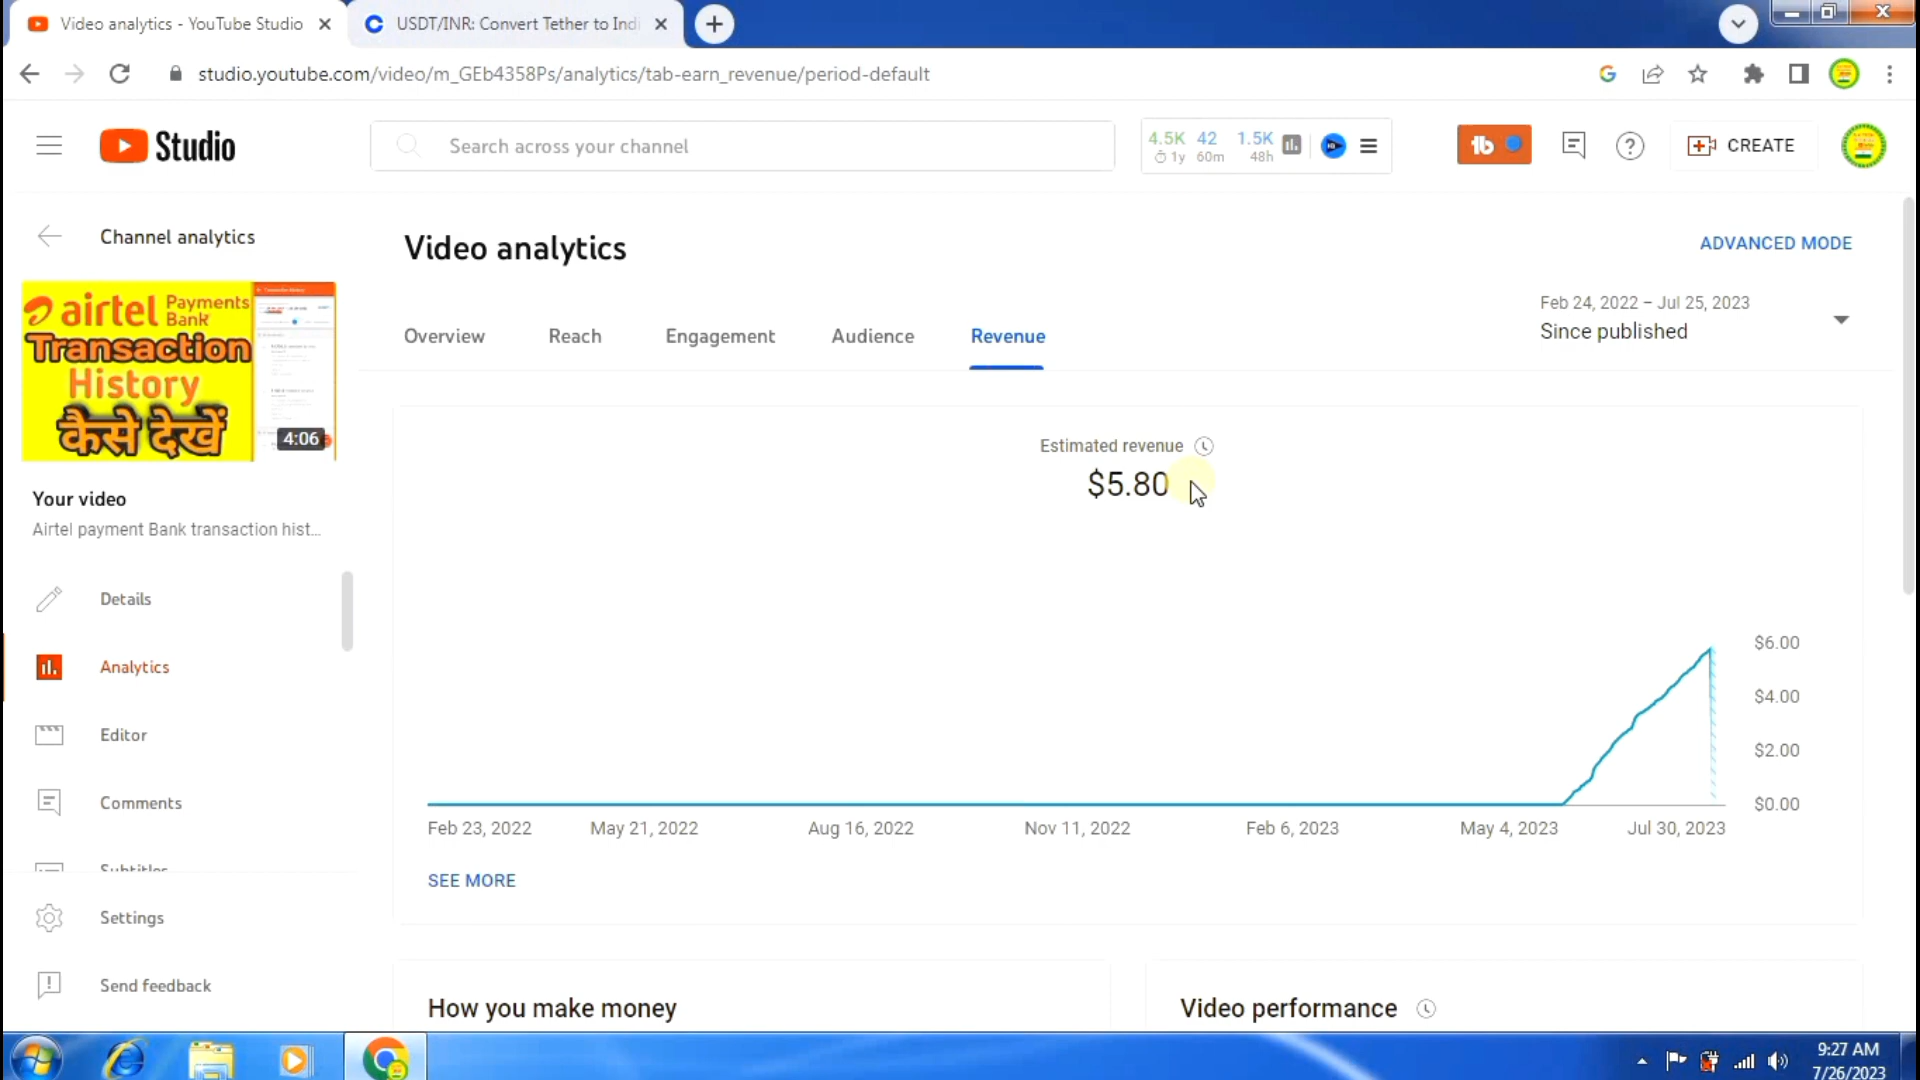 Video analytics - YouTube Studio
USDT/INR: Convert Tether to Indi
studio.youtube.com/video/m_GEb4358Ps/analytics/tab-earn_revenue/period-default
Studio
Search across your channel
4.5K 42 1.5K
1y 60m 48h
CREATE
Channel analytics
airtel Payments Bank
Transaction
History
कैसे देखें
4:06
Your video
Airtel payment Bank transaction hist...
Details
Analytics
Editor
Comments
Subtitles
Settings
Send feedback
Video analytics
ADVANCED MODE
Overview
Reach
Engagement
Audience
Revenue
Feb 24, 2022 – Jul 25, 2023
Since published
Estimated revenue
$5.80
$6.00
$4.00
$2.00
$0.00
Feb 23, 2022
May 21, 2022
Aug 16, 2022
Nov 11, 2022
Feb 6, 2023
May 4, 2023
Jul 30, 2023
SEE MORE
How you make money
Video performance
9:27 AM
7/26/2023